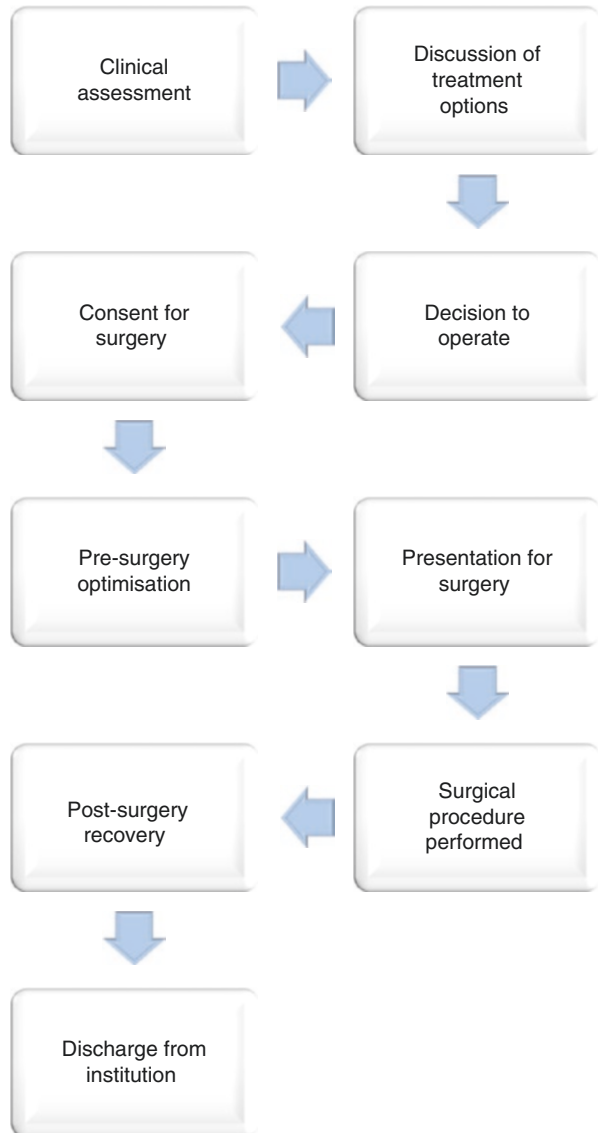 Clinical
assessment
Discussion of
treatment
options
Decision to
operate
Consent for
surgery
Pre-surgery
optimisation
Presentation for
surgery
Surgical
procedure
performed
Post-surgery
recovery
Discharge from
institution